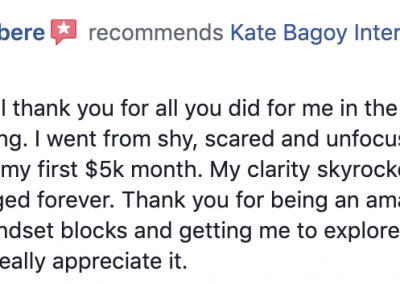 bere recommends Kate Bagoy Inter
l thank you for all you did for me in the
ng. I went from shy, scared and unfocus
my first $5k month. My clarity skyrocke
ged forever. Thank you for being an ama
ndset blocks and getting me to explore
eally appreciate it.